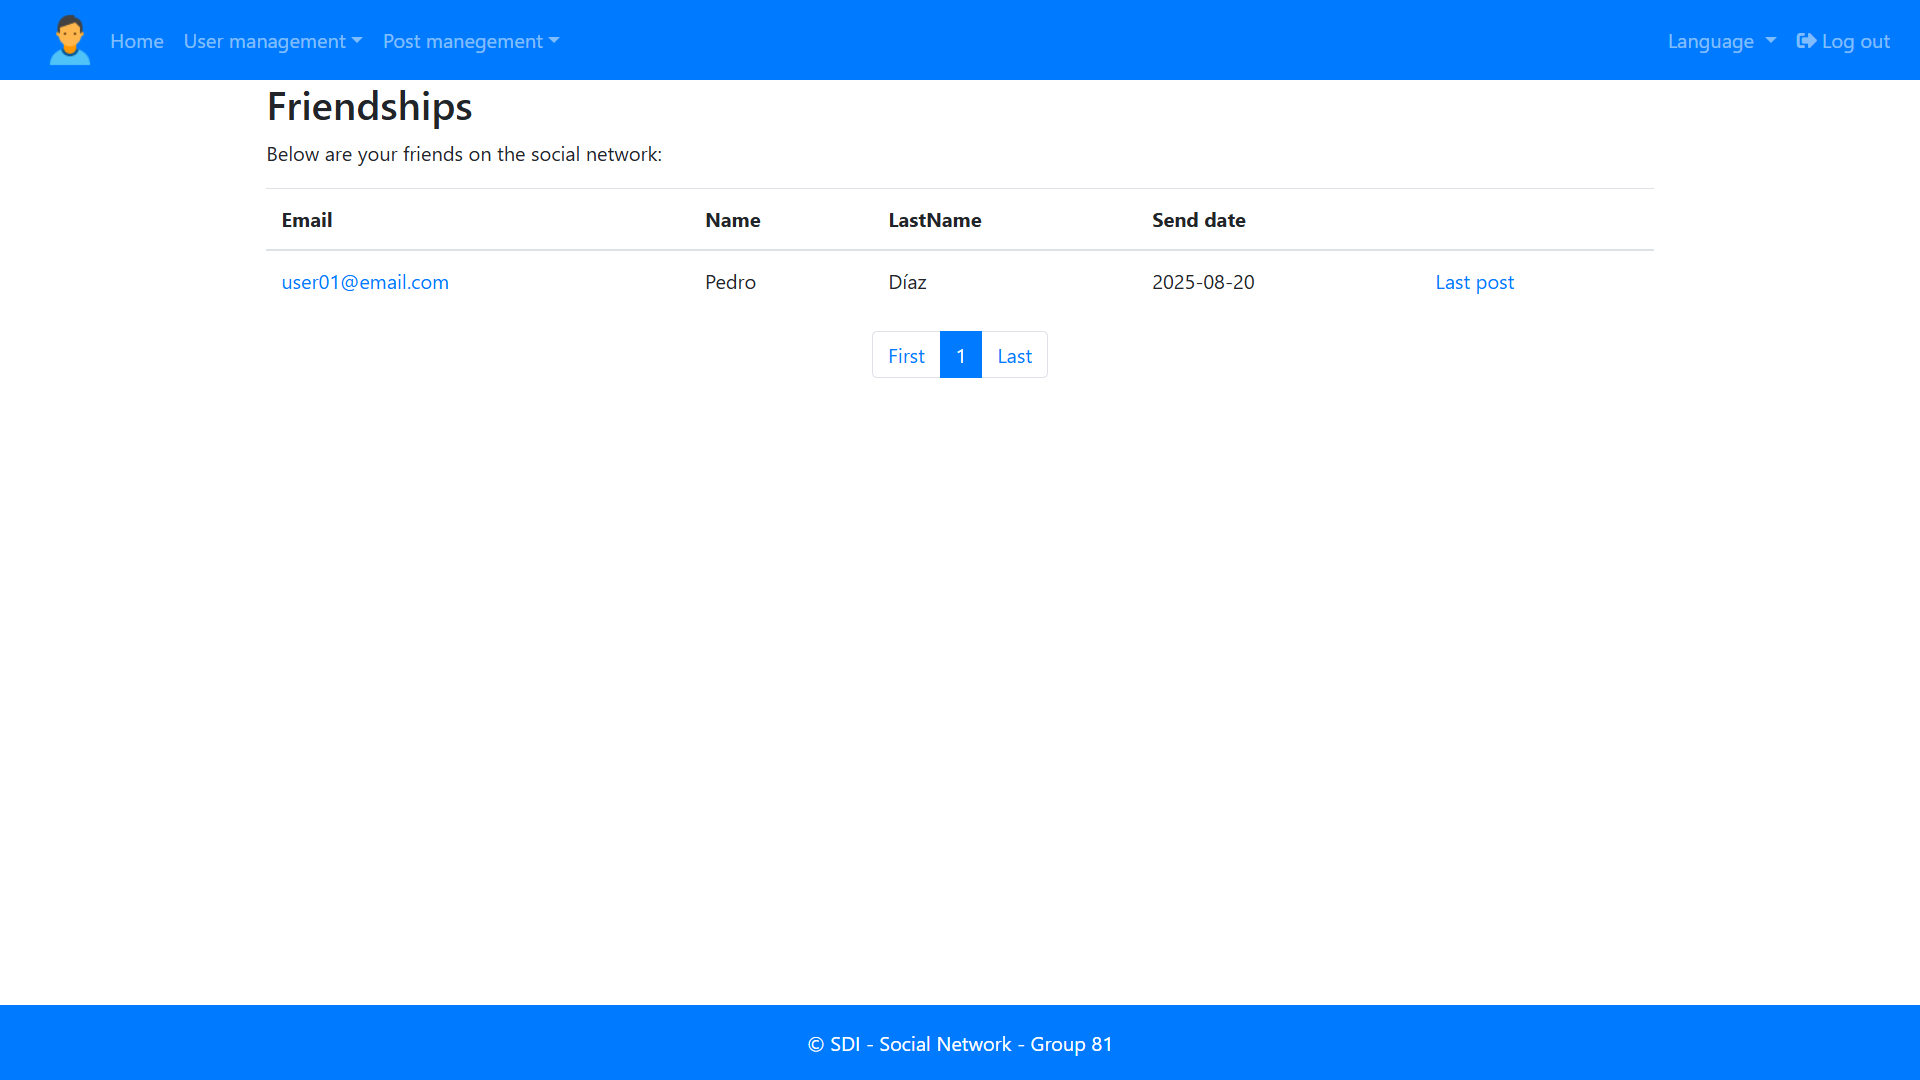 Home User management Post manegement Language Log out
Friendships
Below are your friends on the social network:
Email Name LastName Send date
user01@email.com Pedro Díaz 2025-08-20 Last post
First 1 Last
© SDI - Social Network - Group 81